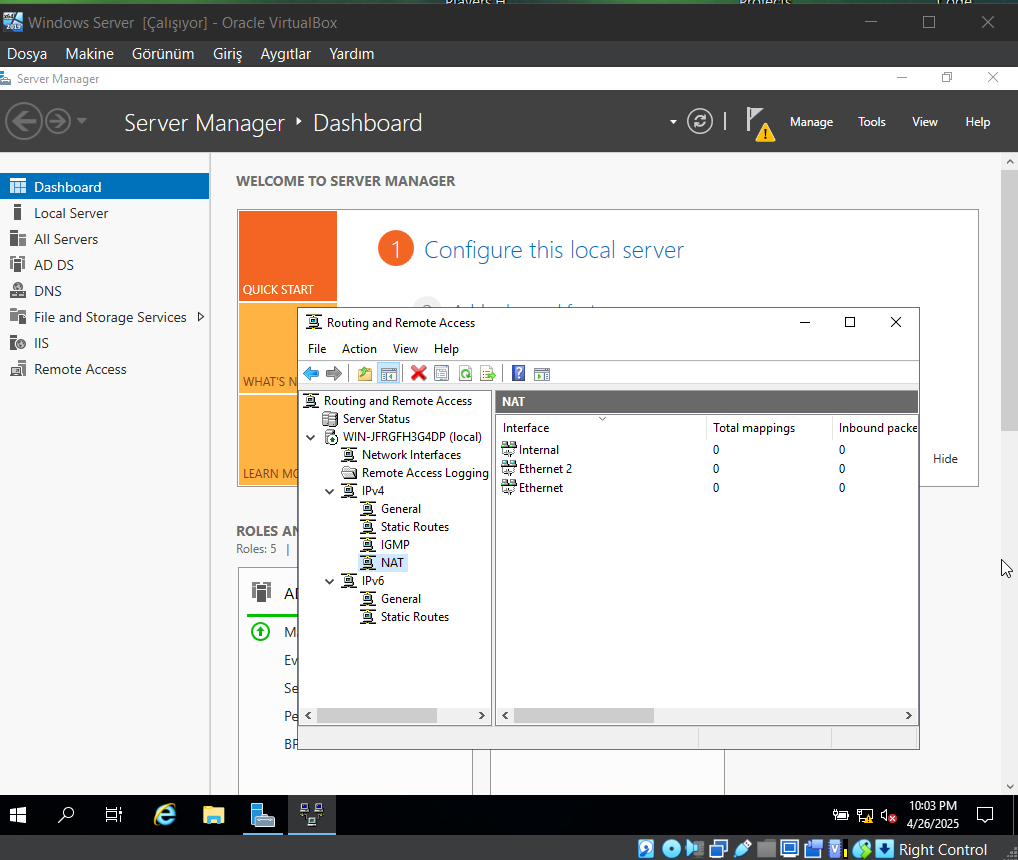 Windows Server [Çalışıyor] - Oracle VirtualBox
Dosya Makine Görünüm Giriş Aygıtlar Yardım
Server Manager
Server Manager ‣ Dashboard
Manage Tools View Help
Dashboard
Local Server
All Servers
AD DS
DNS
File and Storage Services
IIS
Remote Access
WELCOME TO SERVER MANAGER
QUICK START
WHAT'S N
LEARN MO
1 Configure this local server
Hide
ROLES AN
Roles: 5 |
Routing and Remote Access
File Action View Help
Routing and Remote Access
Server Status
WIN-JFRGFH3G4DP (local)
Network Interfaces
Remote Access Logging
IPv4
General
Static Routes
IGMP
NAT
IPv6
General
Static Routes
NAT
Interface Total mappings Inbound packe
Internal 0 0
Ethernet 2 0 0
Ethernet 0 0
10:03 PM
4/26/2025
Right Control